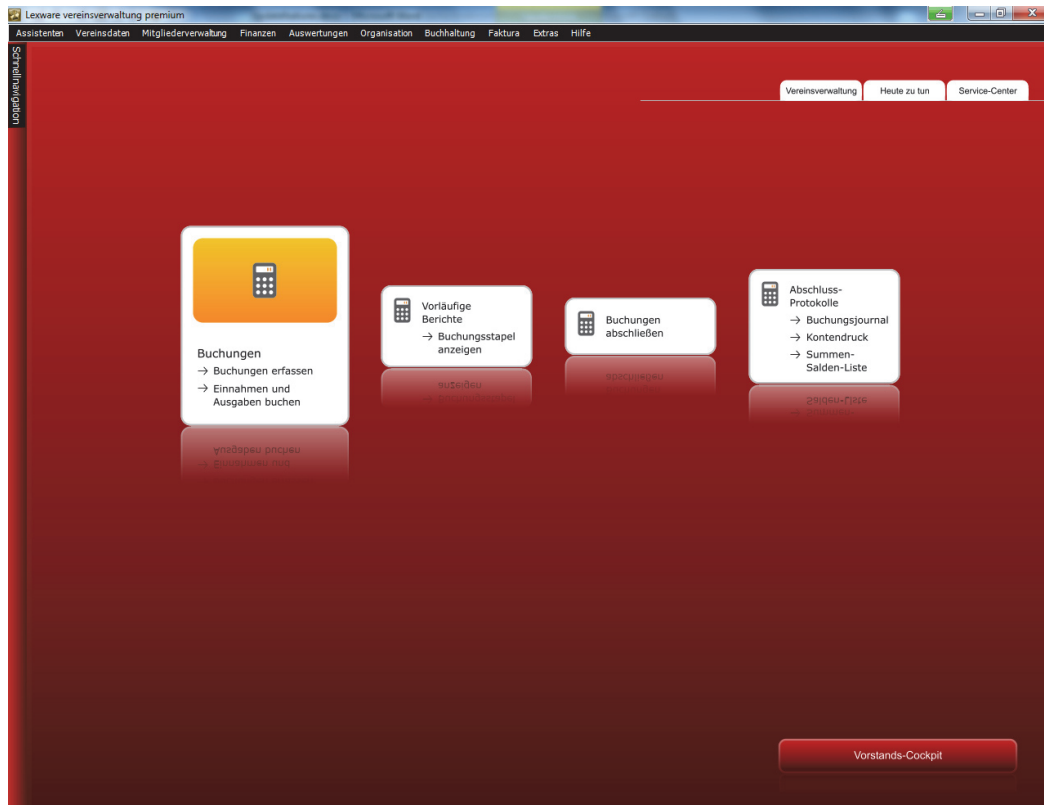 Lexware vereinsverwaltung premium
Assistenten Vereinsdaten Mitgliederverwaltung Finanzen Auswertungen Organisation Buchhaltung Faktura Extras Hilfe
Schnellnavigation
Vereinsverwaltung Heute zu tun Service-Center
Buchungen
→ Buchungen erfassen
→ Einnahmen und
Ausgaben buchen
Vorläufige
Berichte
→ Buchungsstapel
anzeigen
Buchungen
abschließen
Abschluss-
Protokolle
→ Buchungsjournal
→ Kontendruck
→ Summen-
Salden-Liste
Vorstands-Cockpit